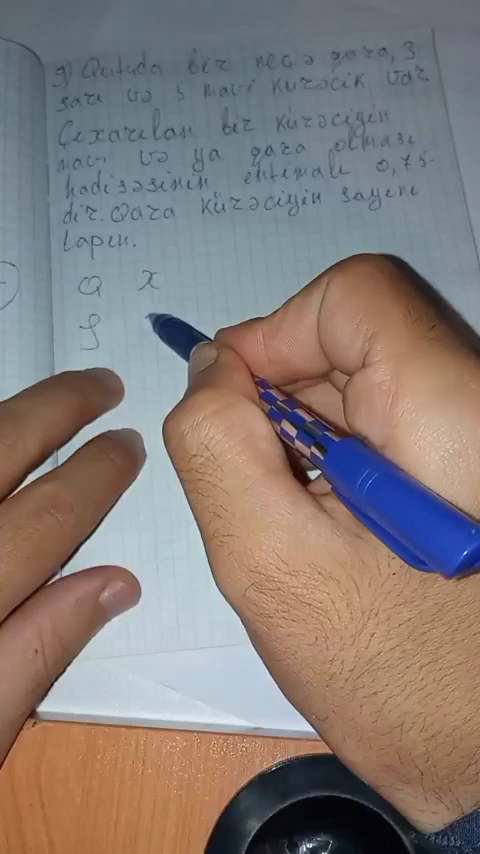 9) Qutuda bir neçə qara, 3
sarı və 5 mavi kürəcik var
Çıxarılan bir kürəciyin
mavi və ya qara olması
hadisəsinin ehtimalı 0,75-
dir. Qara kürəciyin sayını
tapın.
Q x
S